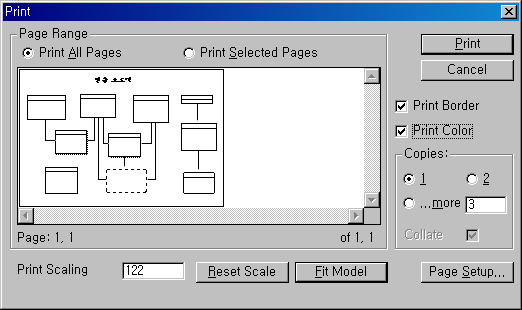 Print
Page Range
Print All Pages
Print Selected Pages
Print
Cancel
Print Border
Print Color
Copies:
1
2
...more
3
Collate
Page: 1, 1
of 1, 1
Print Scaling
122
Reset Scale
Fit Model
Page Setup...